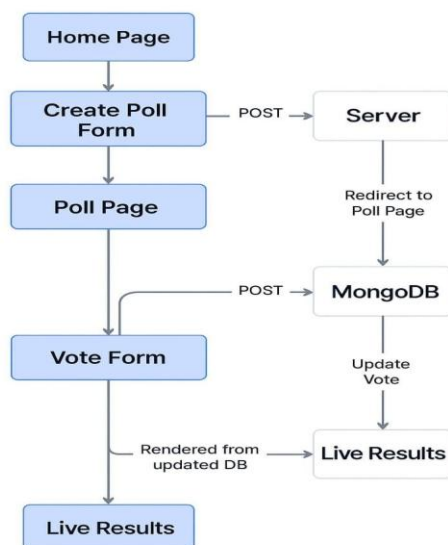 Home Page
Create Poll
Form
POST
Server
Redirect to
Poll Page
Poll Page
POST
MongoDB
Vote Form
Update
Vote
Rendered from
updated DB
Live Results
Live Results